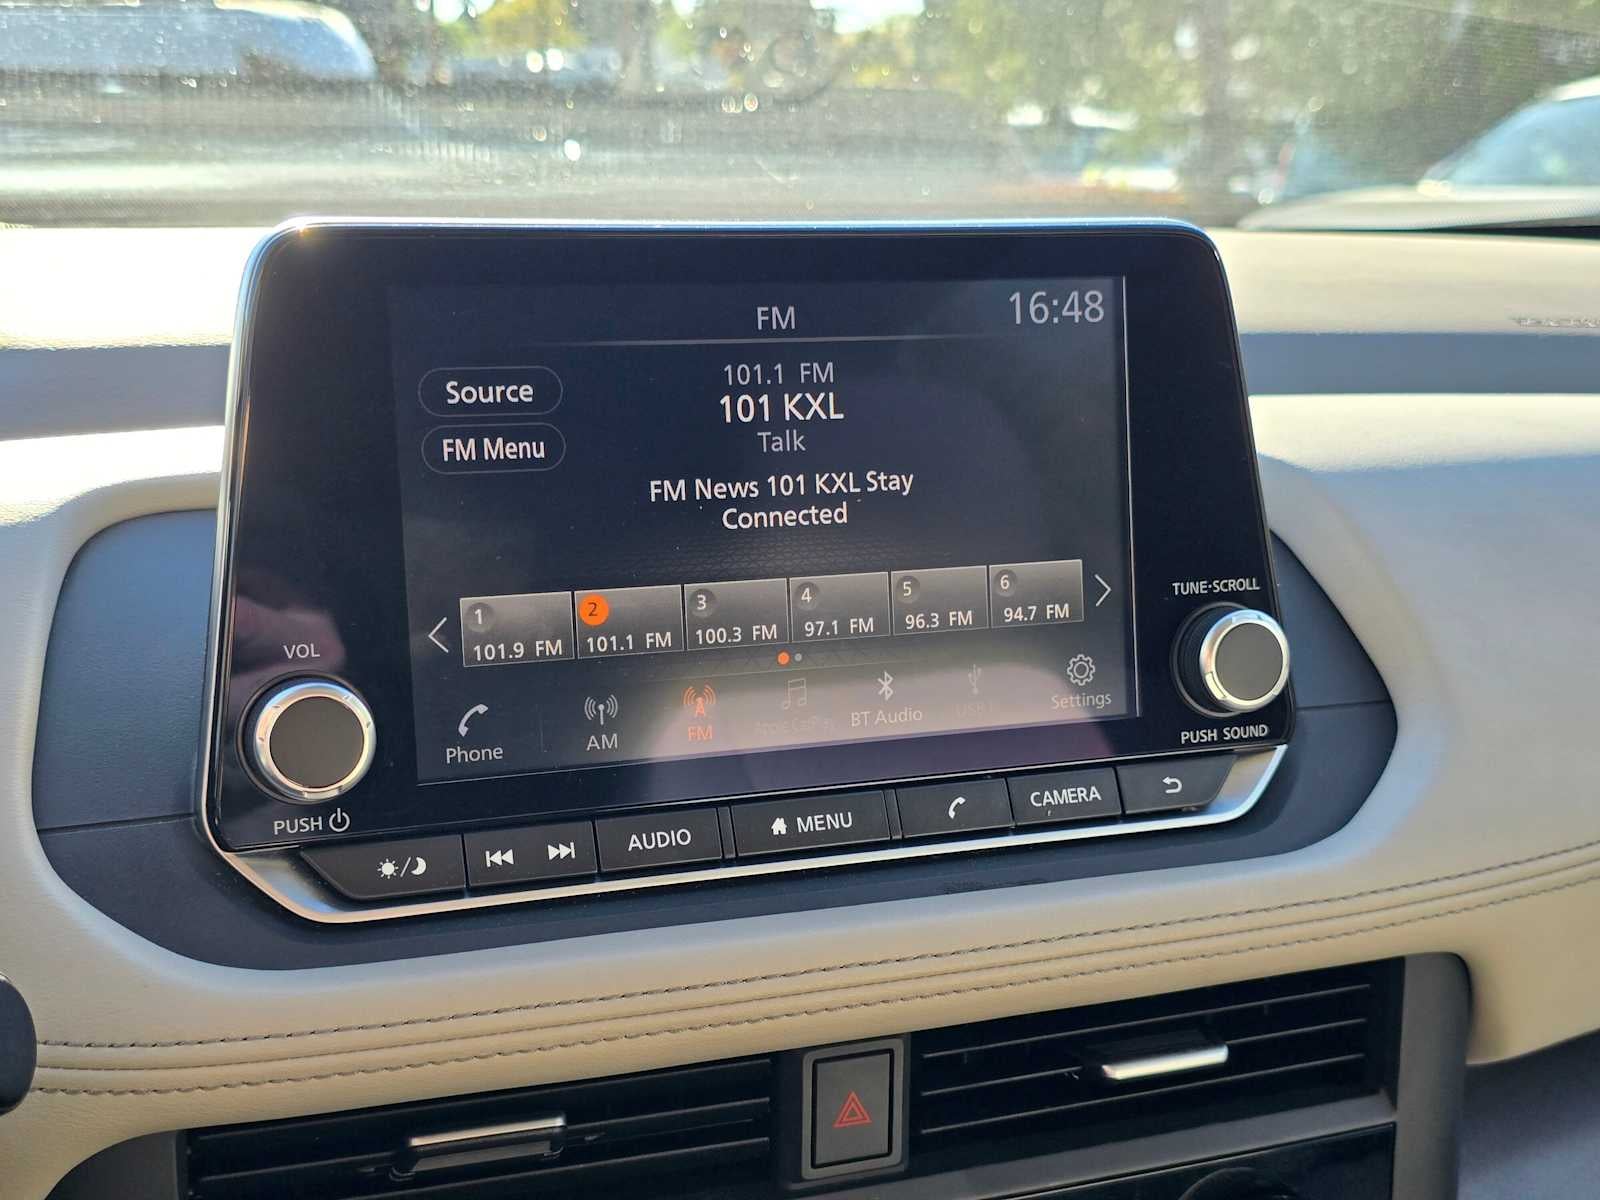 FM
16:48
Source
FM Menu
101.1 FM
101 KXL
Talk
FM News 101 KXL Stay
Connected
1
101.9 FM
2
101.1 FM
3
100.3 FM
4
97.1 FM
5
96.3 FM
6
94.7 FM
Phone
AM
A
FM
Apple CarPlay
BT Audio
USB
Settings
VOL
PUSH
TUNE·SCROLL
PUSH SOUND
AUDIO
MENU
CAMERA